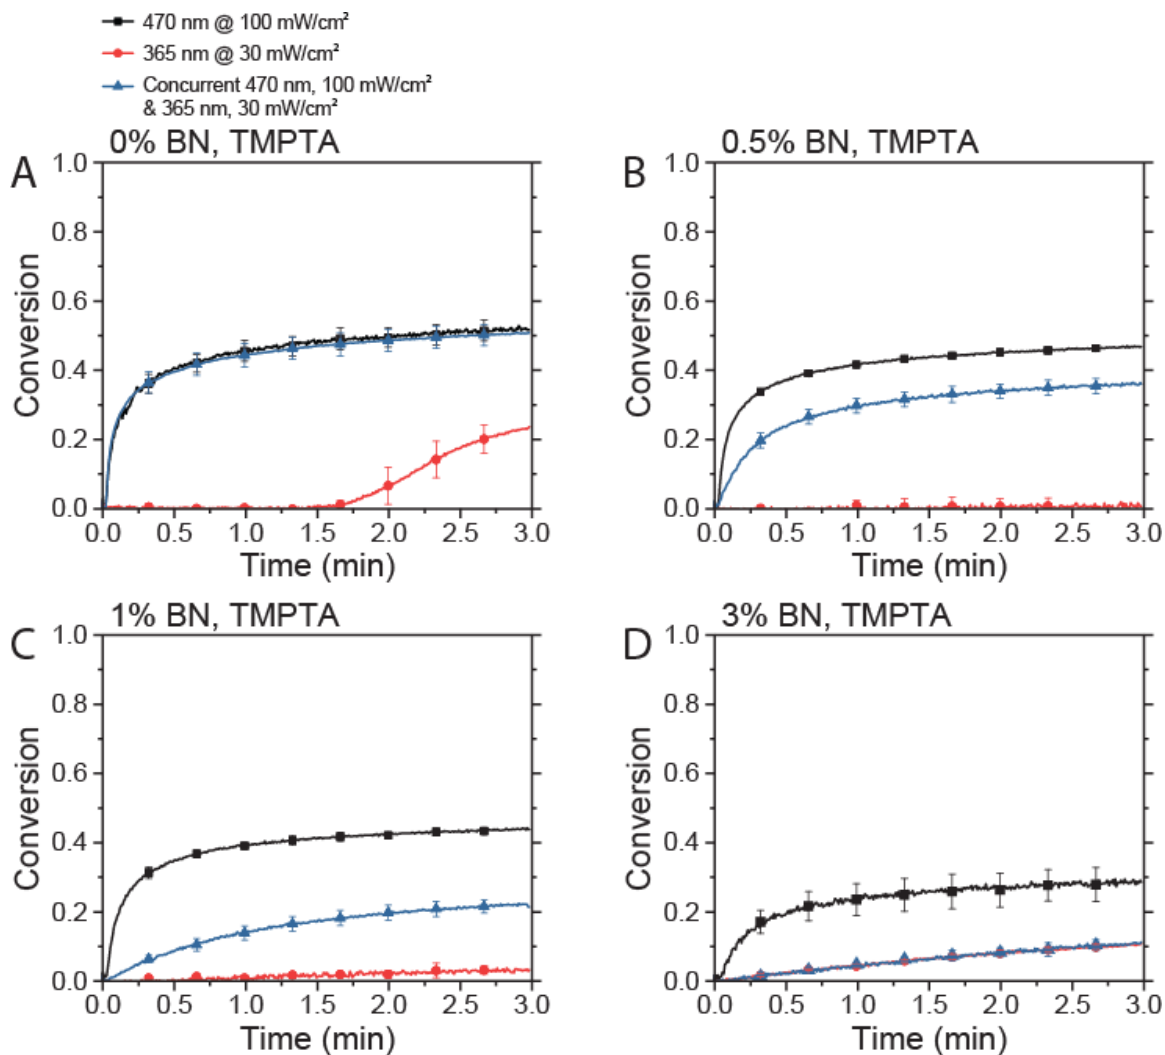 470 nm @ 100 mW/cm²
365 nm @ 30 mW/cm²
Concurrent 470 nm, 100 mW/cm²
& 365 nm, 30 mW/cm²
A
0% BN, TMPTA
1.0
0.8
0.6
0.4
0.2
0.0
Conversion
0.0 0.5 1.0 1.5 2.0 2.5 3.0
Time (min)
B
0.5% BN, TMPTA
1.0
0.8
0.6
0.4
0.2
0.0
Conversion
0.0 0.5 1.0 1.5 2.0 2.5 3.0
Time (min)
C
1% BN, TMPTA
1.0
0.8
0.6
0.4
0.2
0.0
Conversion
0.0 0.5 1.0 1.5 2.0 2.5 3.0
Time (min)
D
3% BN, TMPTA
1.0
0.8
0.6
0.4
0.2
0.0
Conversion
0.0 0.5 1.0 1.5 2.0 2.5 3.0
Time (min)